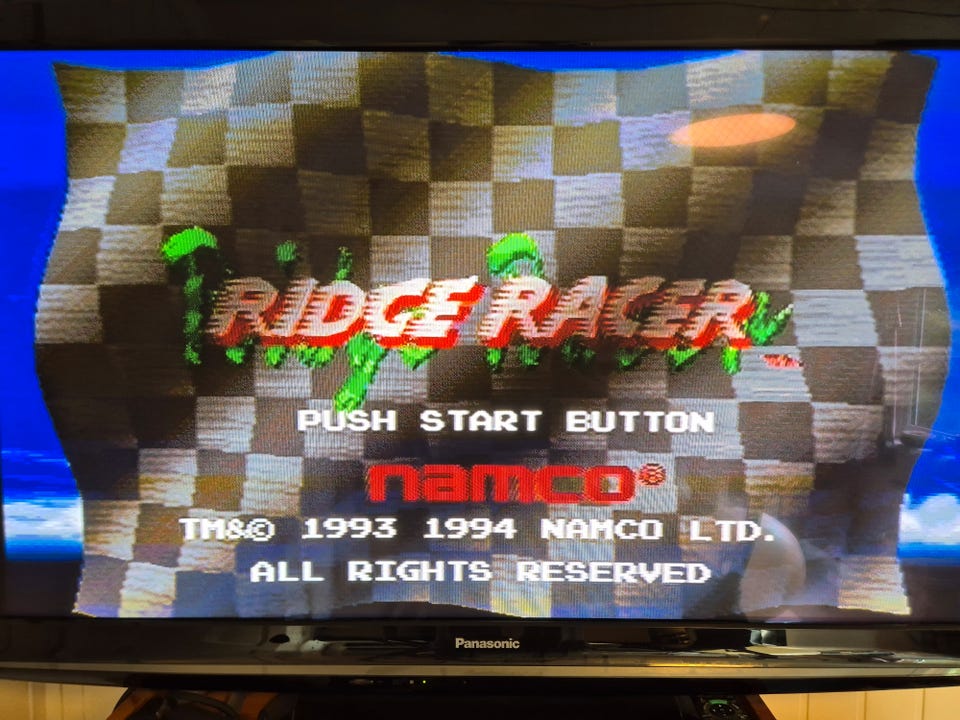 RIDGE RACER
PUSH START BUTTON
namco®
TM&© 1993 1994 NAMCO LTD.
ALL RIGHTS RESERVED
Panasonic